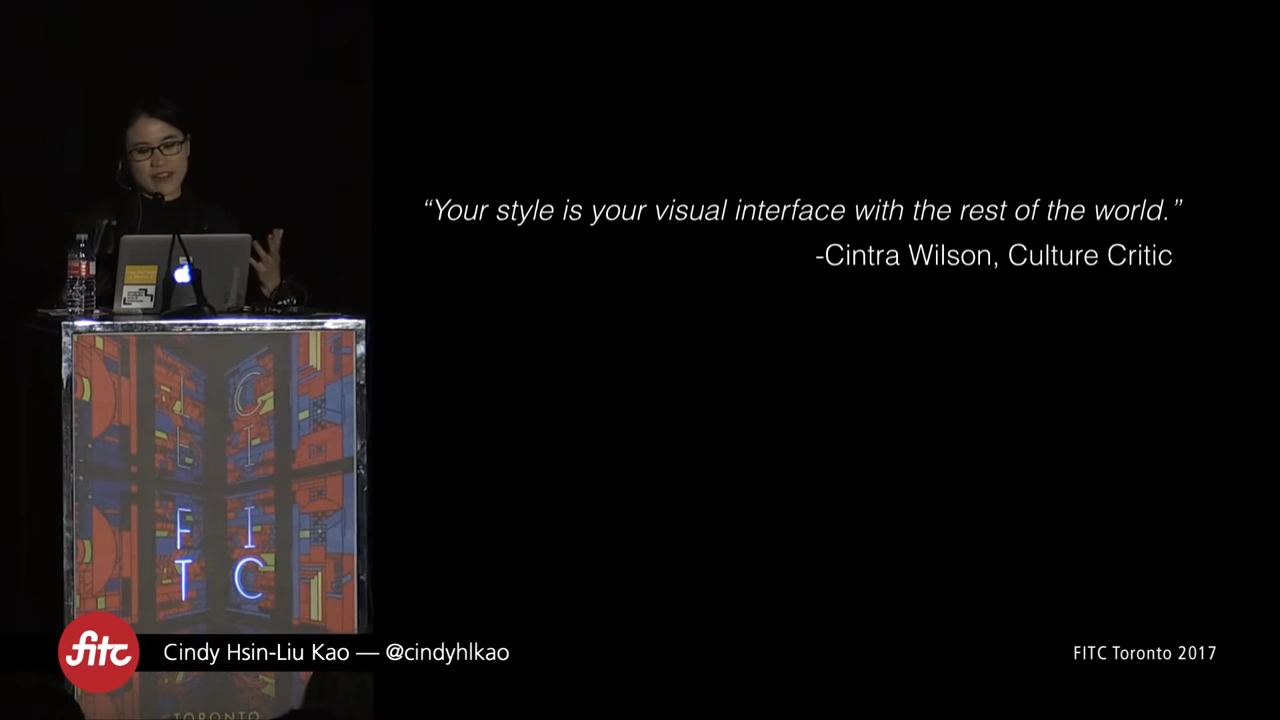 “Your style is your visual interface with the rest of the world.”
-Cintra Wilson, Culture Critic
F I
T C
fitc
Cindy Hsin-Liu Kao — @cindyhlkao
FITC Toronto 2017
TORONTO